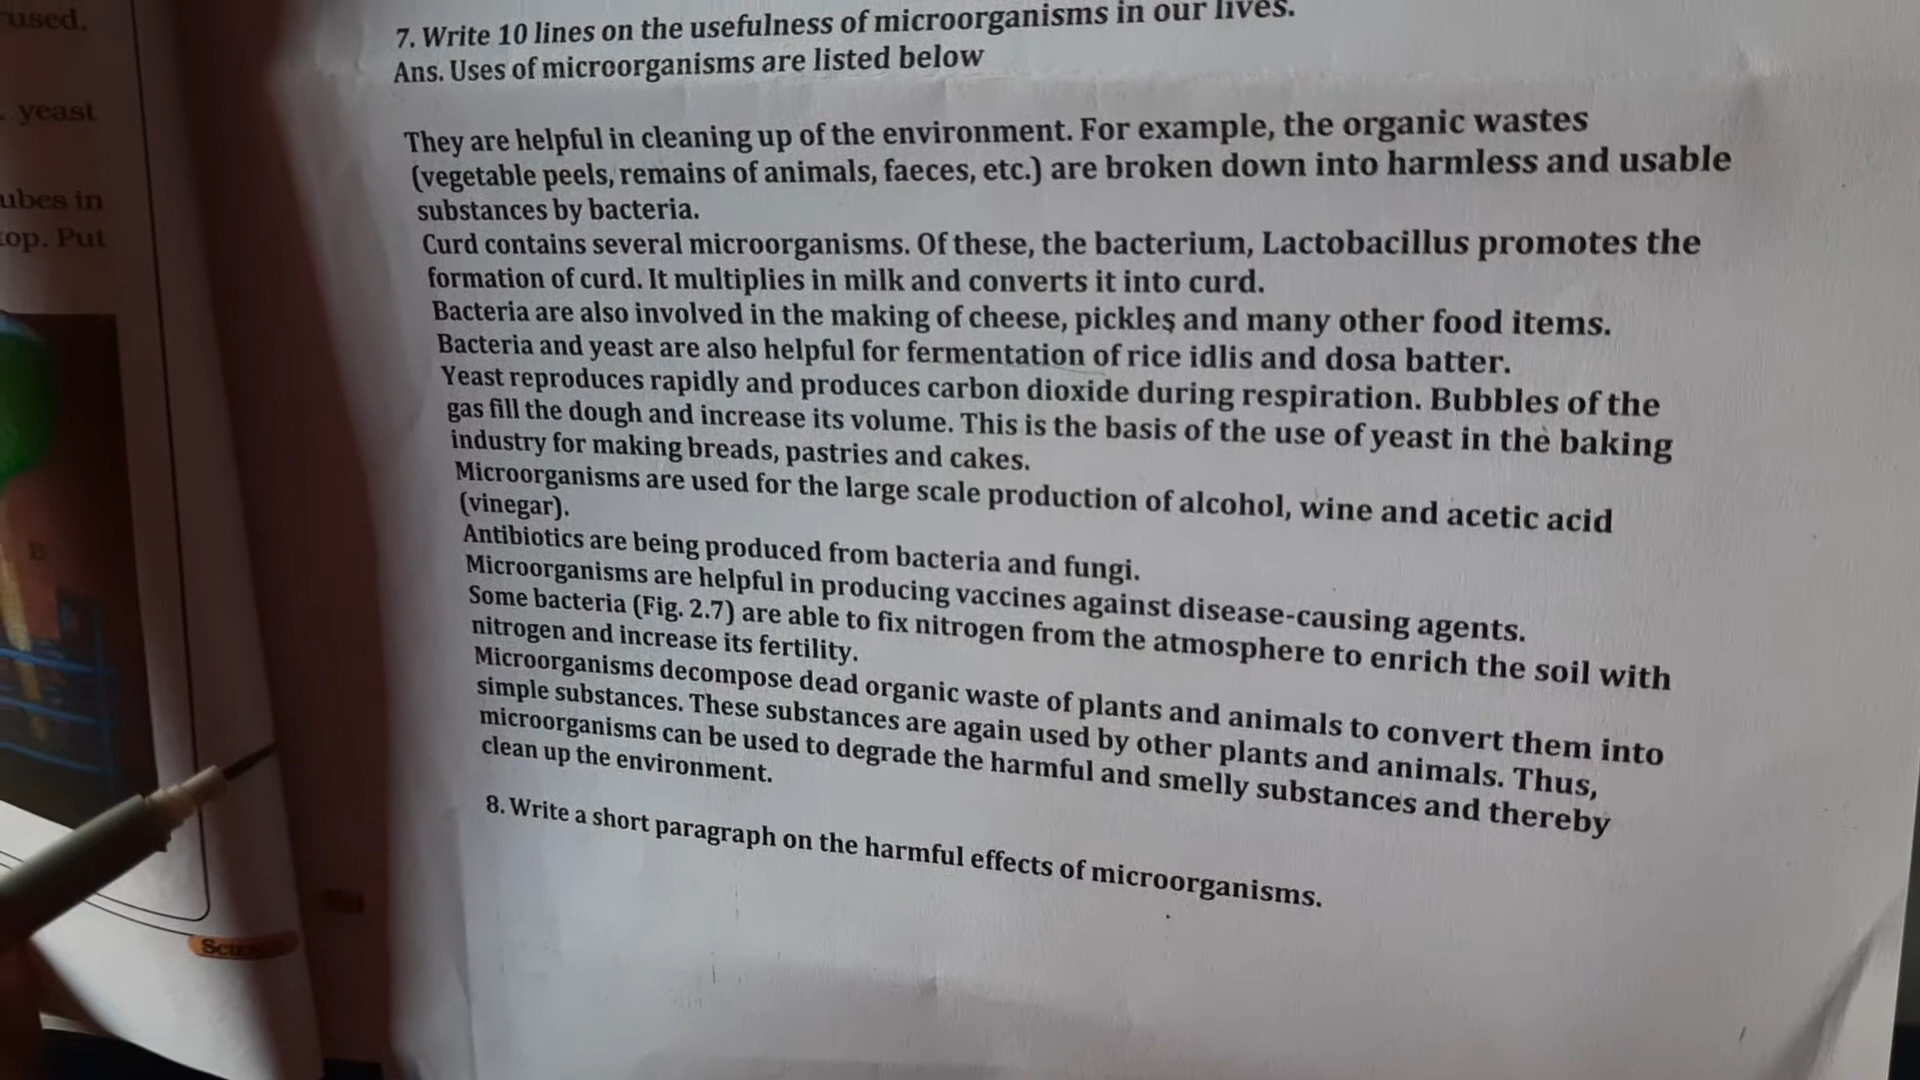 used.
yeast
ubes in
top. Put
B
7. Write 10 lines on the usefulness of microorganisms in our lives.
Ans. Uses of microorganisms are listed below
They are helpful in cleaning up of the environment. For example, the organic wastes
(vegetable peels, remains of animals, faeces, etc.) are broken down into harmless and usable
substances by bacteria.
Curd contains several microorganisms. Of these, the bacterium, Lactobacillus promotes the
formation of curd. It multiplies in milk and converts it into curd.
Bacteria are also involved in the making of cheese, pickles and many other food items.
Bacteria and yeast are also helpful for fermentation of rice idlis and dosa batter.
Yeast reproduces rapidly and produces carbon dioxide during respiration. Bubbles of the
gas fill the dough and increase its volume. This is the basis of the use of yeast in the baking
industry for making breads, pastries and cakes.
Microorganisms are used for the large scale production of alcohol, wine and acetic acid
(vinegar).
Antibiotics are being produced from bacteria and fungi.
Microorganisms are helpful in producing vaccines against disease-causing agents.
Some bacteria (Fig. 2.7) are able to fix nitrogen from the atmosphere to enrich the soil with
nitrogen and increase its fertility.
Microorganisms decompose dead organic waste of plants and animals to convert them into
simple substances. These substances are again used by other plants and animals. Thus,
microorganisms can be used to degrade the harmful and smelly substances and thereby
clean up the environment.
8. Write a short paragraph on the harmful effects of microorganisms.